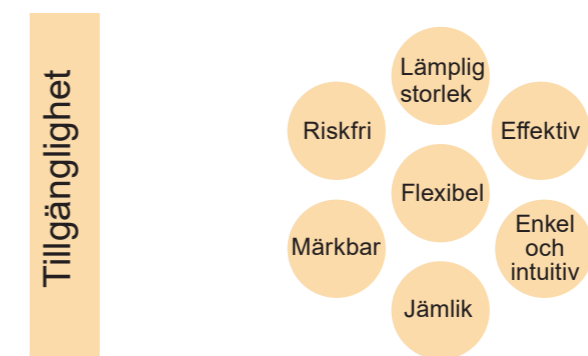 Tillgänglighet
Lämplig
storlek
Riskfri
Effektiv
Flexibel
Märkbar
Enkel
och
intuitiv
Jämlik